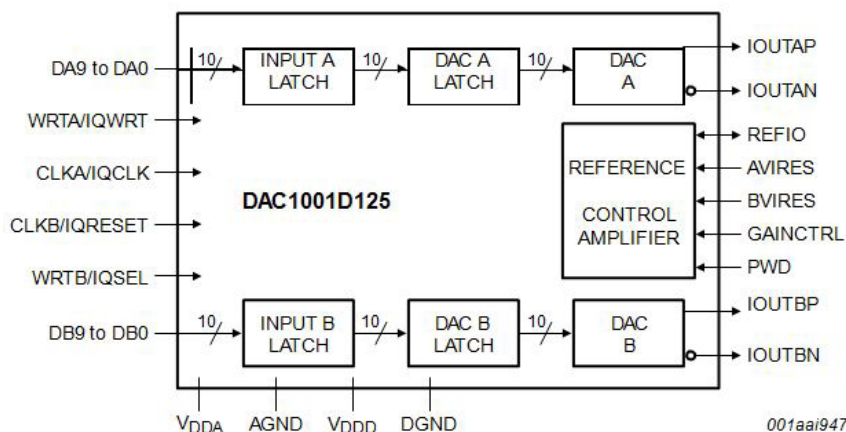 DA9 to DA0
10
INPUT A
LATCH
10
DAC A
LATCH
10
DAC
A
IOUTAP
IOUTAN
WRTA/IQWRT
CLKA/IQCLK
CLKB/IQRESET
WRTB/IQSEL
DAC1001D125
REFERENCE
CONTROL
AMPLIFIER
REFIO
AVIRES
BVIRES
GAINCTRL
PWD
DB9 to DB0
10
INPUT B
LATCH
10
DAC B
LATCH
10
DAC
B
IOUTBP
IOUTBN
VDDA
AGND
VDDD
DGND
001aai947